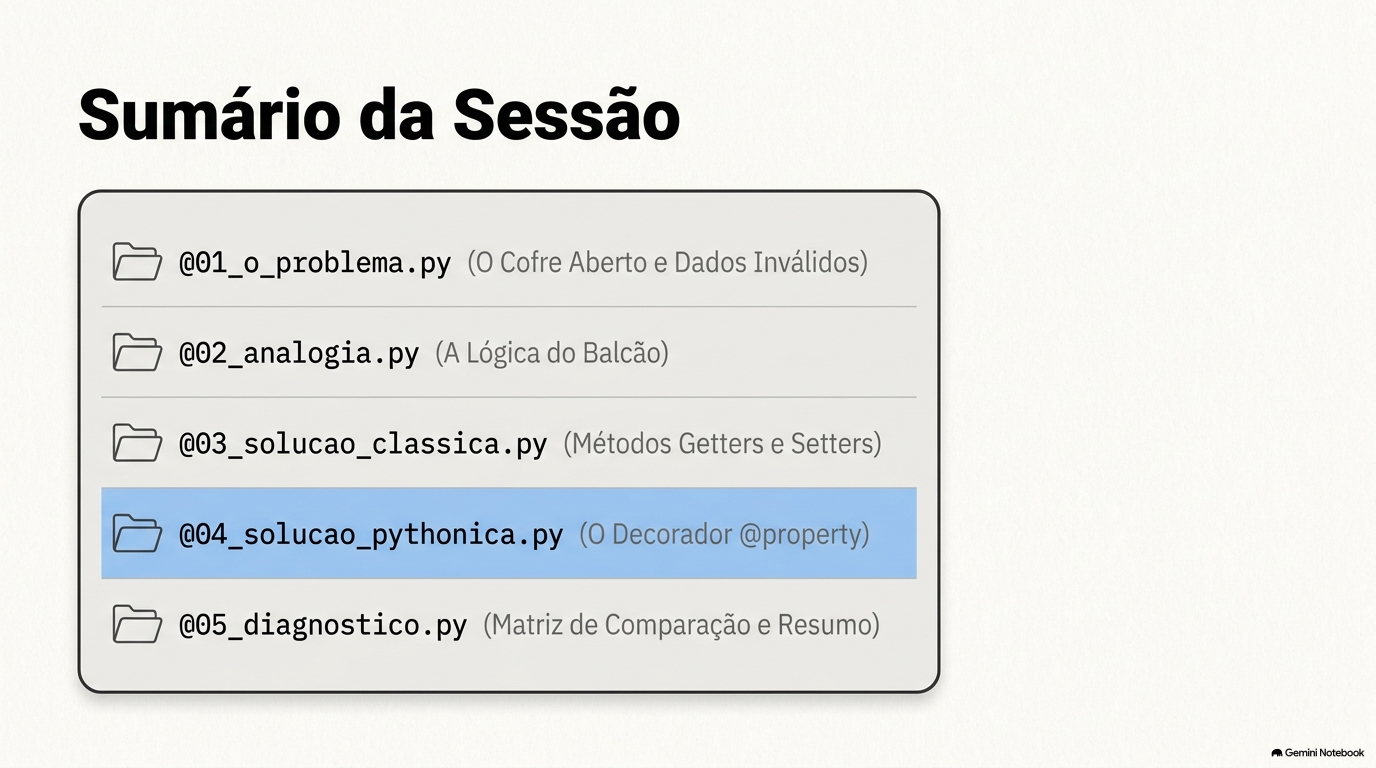 Sumário da Sessão
@01_o_problema.py (O Cofre Aberto e Dados Inválidos)
@02_analogia.py (A Lógica do Balcão)
@03_solucao_classica.py (Métodos Getters e Setters)
@04_solucao_pythonica.py (O Decorador @property)
@05_diagnostico.py (Matriz de Comparação e Resumo)
Gemini Notebook